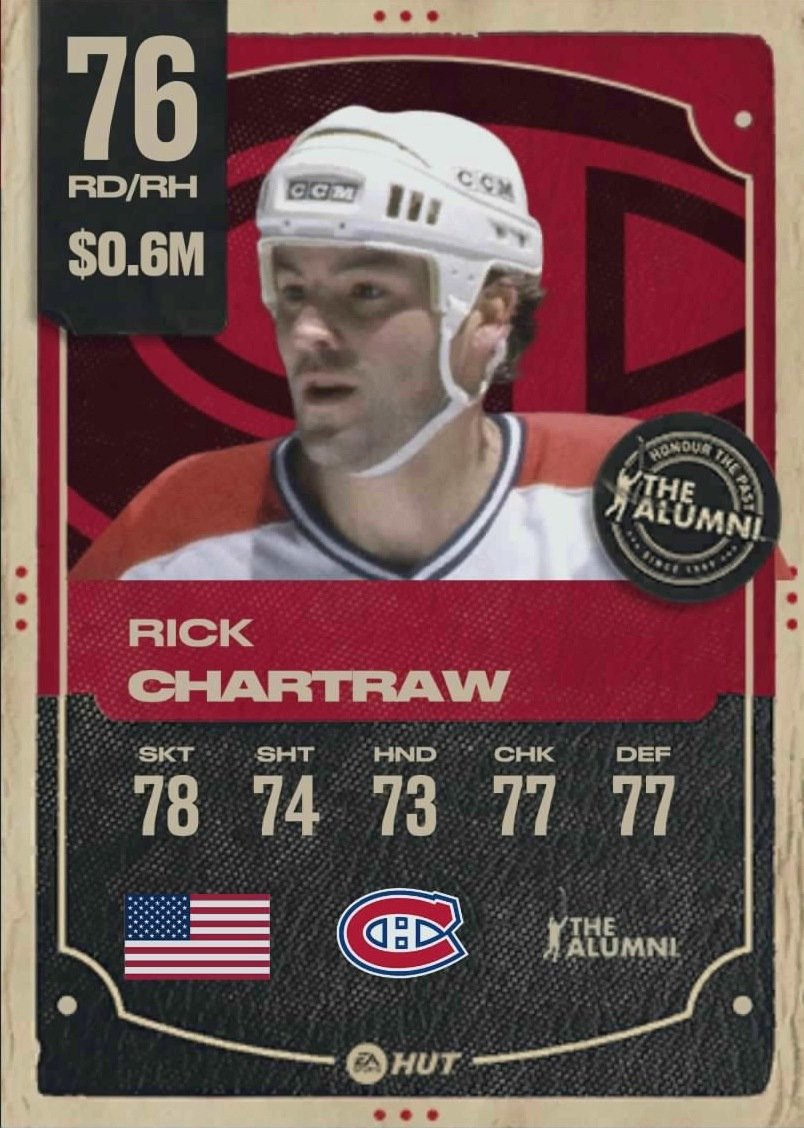 76
RD/RH
$0.6M
CCM
CCM
HONOUR THE PAST
THE
ALUMNI
RICK
CHARTRAW
SKT SHT HND CHK DEF
78 74 73 77 77
THE
ALUMNI
EA
HUT